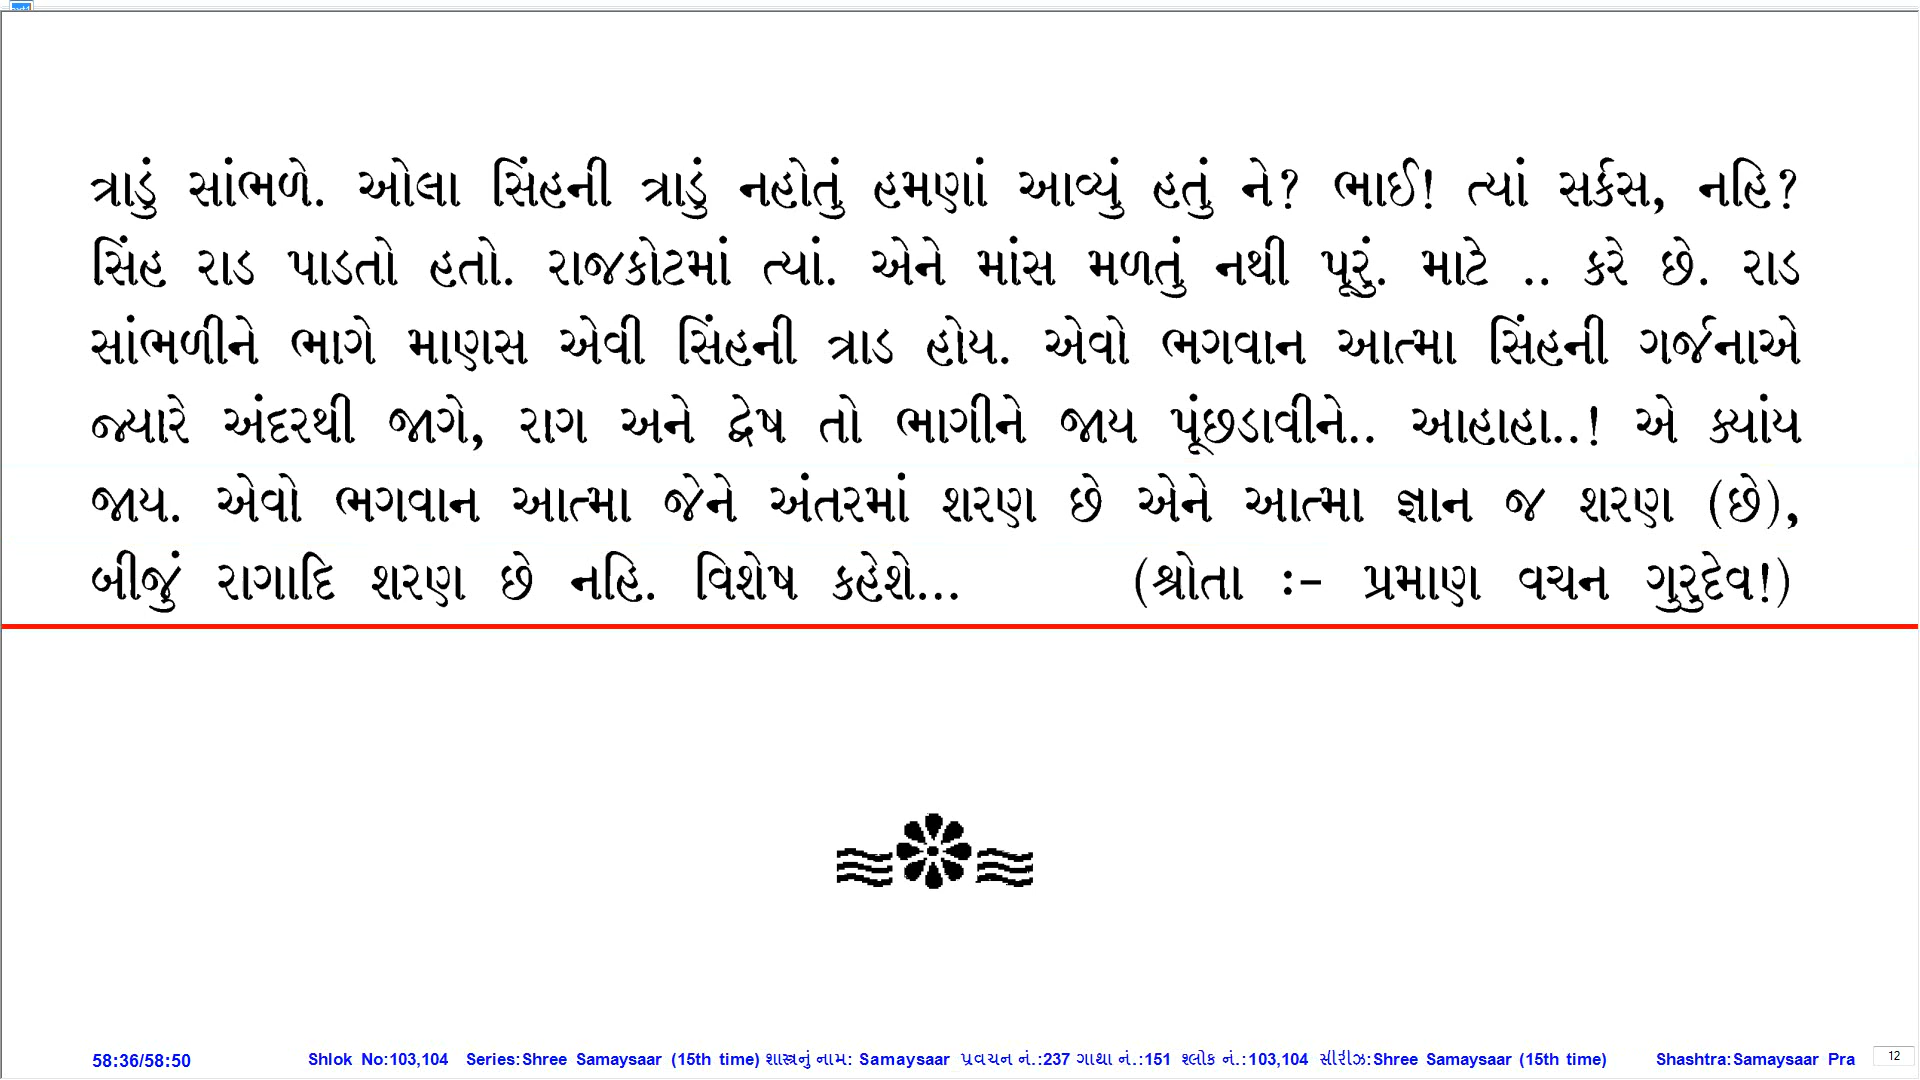 ત્રાડું સાંભળે. ઓલા સિંહની ત્રાડું નહોતું હમણાં આવ્યું હતું ને? ભાઈ! ત્યાં સર્કસ, નહિ?
સિંહ રાડ પાડતો હતો. રાજકોટમાં ત્યાં. એને માંસ મળતું નથી પૂરું. માટે .. કરે છે. રાડ
સાંભળીને ભાગે માણસ એવી સિંહની ત્રાડ હોય. એવો ભગવાન આત્મા સિંહની ગર્જનાએ
જ્યારે અંદરથી જાગે, રાગ અને દ્વેષ તો ભાગીને જાય પૂંછડાવીને.. આહાહા..! એ ક્યાંય
જાય. એવો ભગવાન આત્મા જેને અંતરમાં શરણ છે એને આત્મા જ્ઞાન જ શરણ (છે),
બીજું રાગાદિ શરણ છે નહિ. વિશેષ કહેશે... (શ્રોતા :- પ્રમાણ વચન ગુરુદેવ!)
58:36/58:50 Shlok No:103,104 Series:Shree Samaysaar (15th time) શાસ્ત્રનું નામ: Samaysaar પ્રવચન નં.:237 ગાથા નં.:151 શ્લોક નં.:103,104 સીરીઝ:Shree Samaysaar (15th time) Shashtra:Samaysaar Pra 12